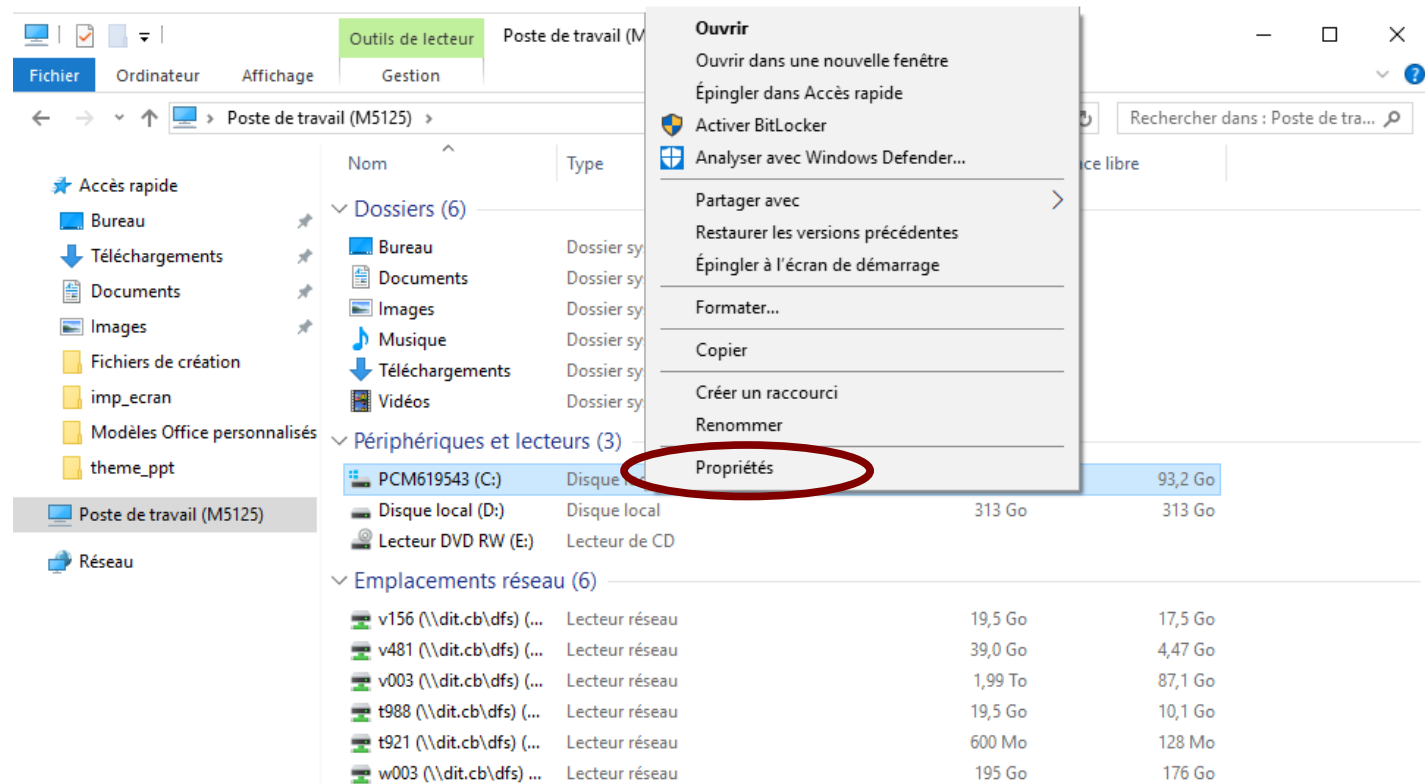 Outils de lecteur Poste de travail (M
Fichier Ordinateur Affichage Gestion
Poste de travail (M5125) Rechercher dans : Poste de tra...
Accès rapide
Bureau
Téléchargements
Documents
Images
Fichiers de création
imp_ecran
Modèles Office personnalisés
theme_ppt
Poste de travail (M5125)
Réseau
Nom Type libre
Dossiers (6)
Bureau Dossier
Documents Dossier
Images Dossier
Musique Dossier
Téléchargements Dossier
Vidéos Dossier
Périphériques et lecteurs (3)
PCM619543 (C:) Disque 93,2 Go
Disque local (D:) Disque local 313 Go 313 Go
Lecteur DVD RW (E:) Lecteur de CD
Emplacements réseau (6)
v156 (\\dit.cb\dfs) (... Lecteur réseau 19,5 Go 17,5 Go
v481 (\\dit.cb\dfs) (... Lecteur réseau 39,0 Go 4,47 Go
v003 (\\dit.cb\dfs) (... Lecteur réseau 1,99 To 87,1 Go
t988 (\\dit.cb\dfs) (... Lecteur réseau 19,5 Go 10,1 Go
t921 (\\dit.cb\dfs) (... Lecteur réseau 600 Mo 128 Mo
w003 (\\dit.cb\dfs) ... Lecteur réseau 195 Go 176 Go
Ouvrir
Ouvrir dans une nouvelle fenêtre
Épingler dans Accès rapide
Activer BitLocker
Analyser avec Windows Defender...
Partager avec
Restaurer les versions précédentes
Épingler à l'écran de démarrage
Formater...
Copier
Créer un raccourci
Renommer
Propriétés